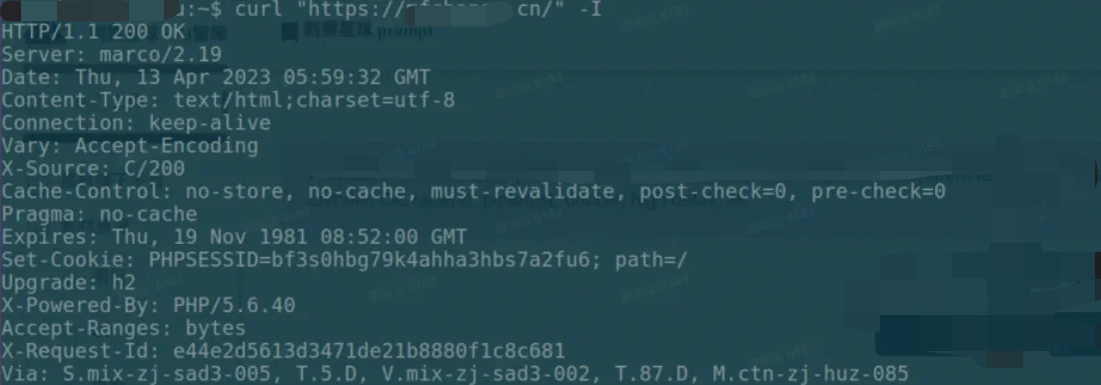 :~$ curl "https:// cn/" -I
HTTP/1.1 200 OK
Server: marco/2.19
Date: Thu, 13 Apr 2023 05:59:32 GMT
Content-Type: text/html;charset=utf-8
Connection: keep-alive
Vary: Accept-Encoding
X-Source: C/200
Cache-Control: no-store, no-cache, must-revalidate, post-check=0, pre-check=0
Pragma: no-cache
Expires: Thu, 19 Nov 1981 08:52:00 GMT
Set-Cookie: PHPSESSID=bf3s0hbg79k4ahha3hbs7a2fu6; path=/
Upgrade: h2
X-Powered-By: PHP/5.6.40
Accept-Ranges: bytes
X-Request-Id: e44e2d5613d3471de21b8880f1c8c681
Via: S.mix-zj-sad3-005, T.5.D, V.mix-zj-sad3-002, T.87.D, M.ctn-zj-huz-085